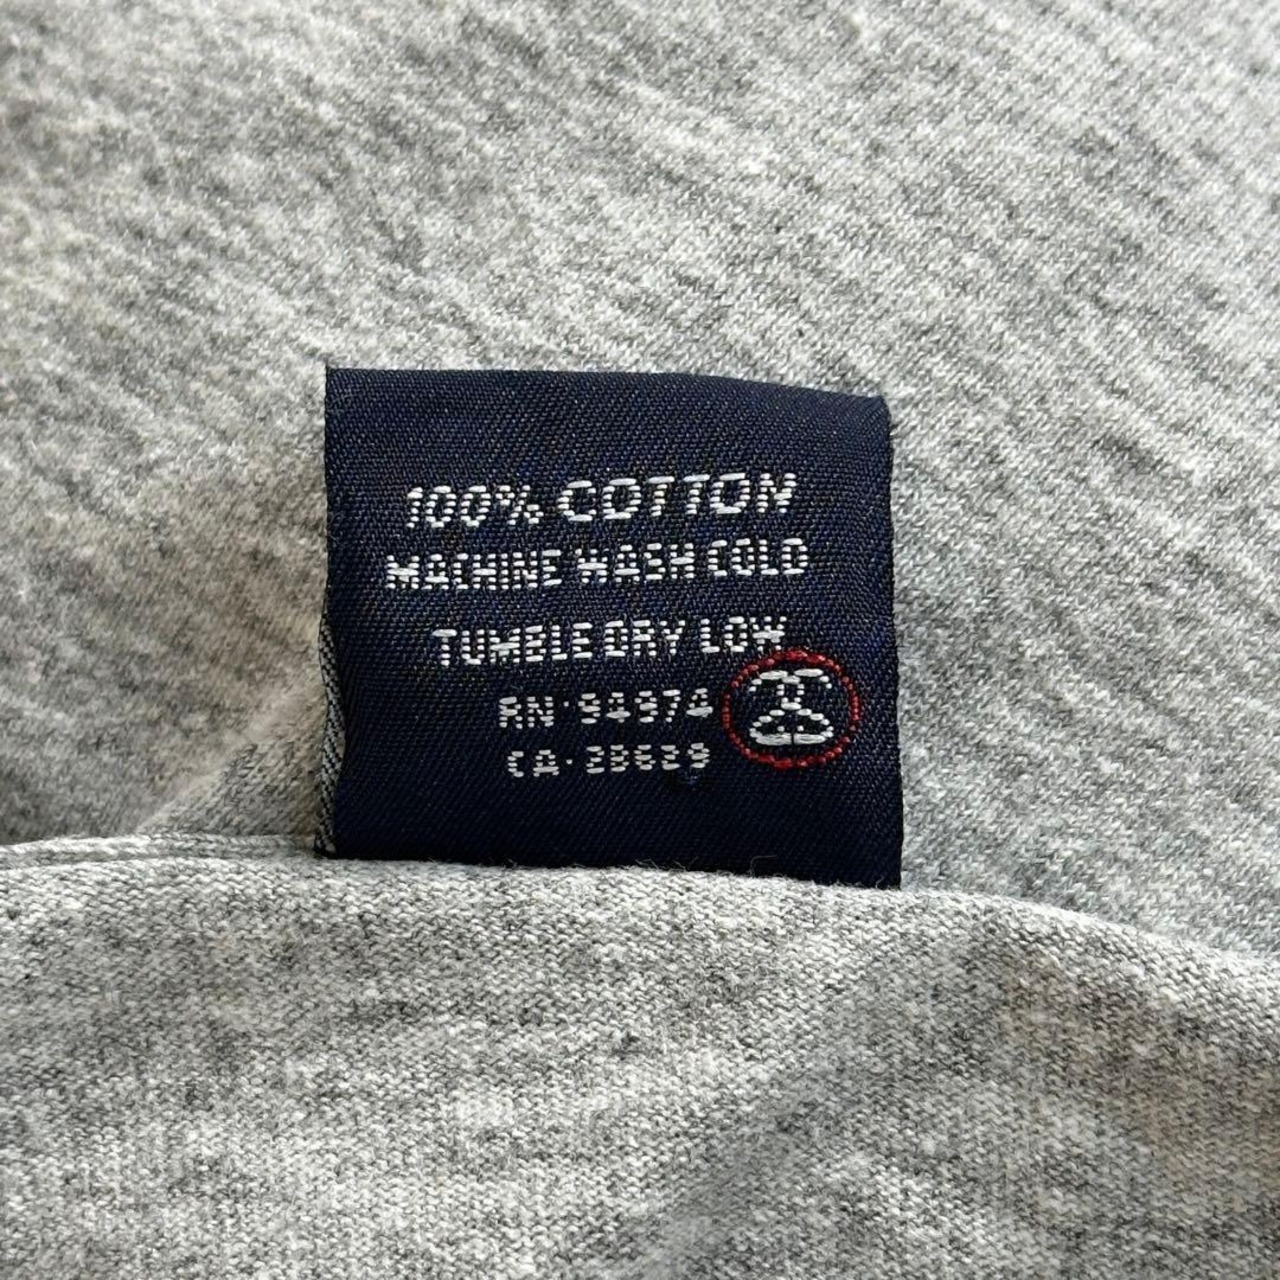 100% COTTON
MACHINE WASH COLD
TUMBLE DRY LOW
RN·94974
CA·28629